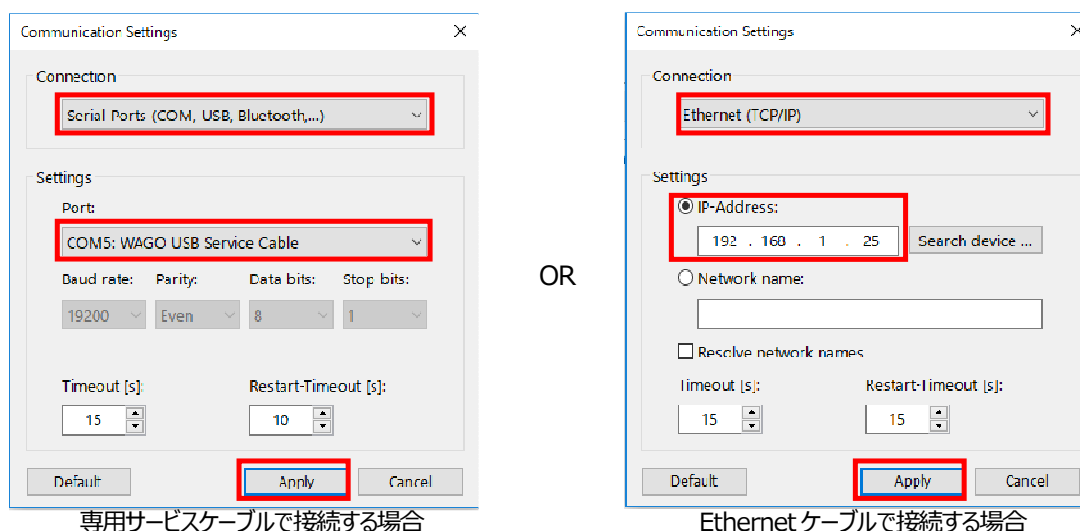 Communication Settings
Connection
Serial Ports (COM, USB, Bluetooth,...)
Settings
Port:
COM5: WAGO USB Service Cable
Baud rate: Parity: Data bits: Stop bits:
19200 Even 8 1
Timeout [s]: Restart-Timeout [s]:
15 10
Default Apply Cancel
専用サービスケーブルで接続する場合
OR
Communication Settings
Connection
Ethernet (TCP/IP)
Settings
IP-Address:
192 . 168 . 1 . 25 Search device ...
Network name:
Resolve network names
Timeout [s]: Restart-Timeout [s]:
15 15
Default Apply Cancel
Ethernet ケーブルで接続する場合